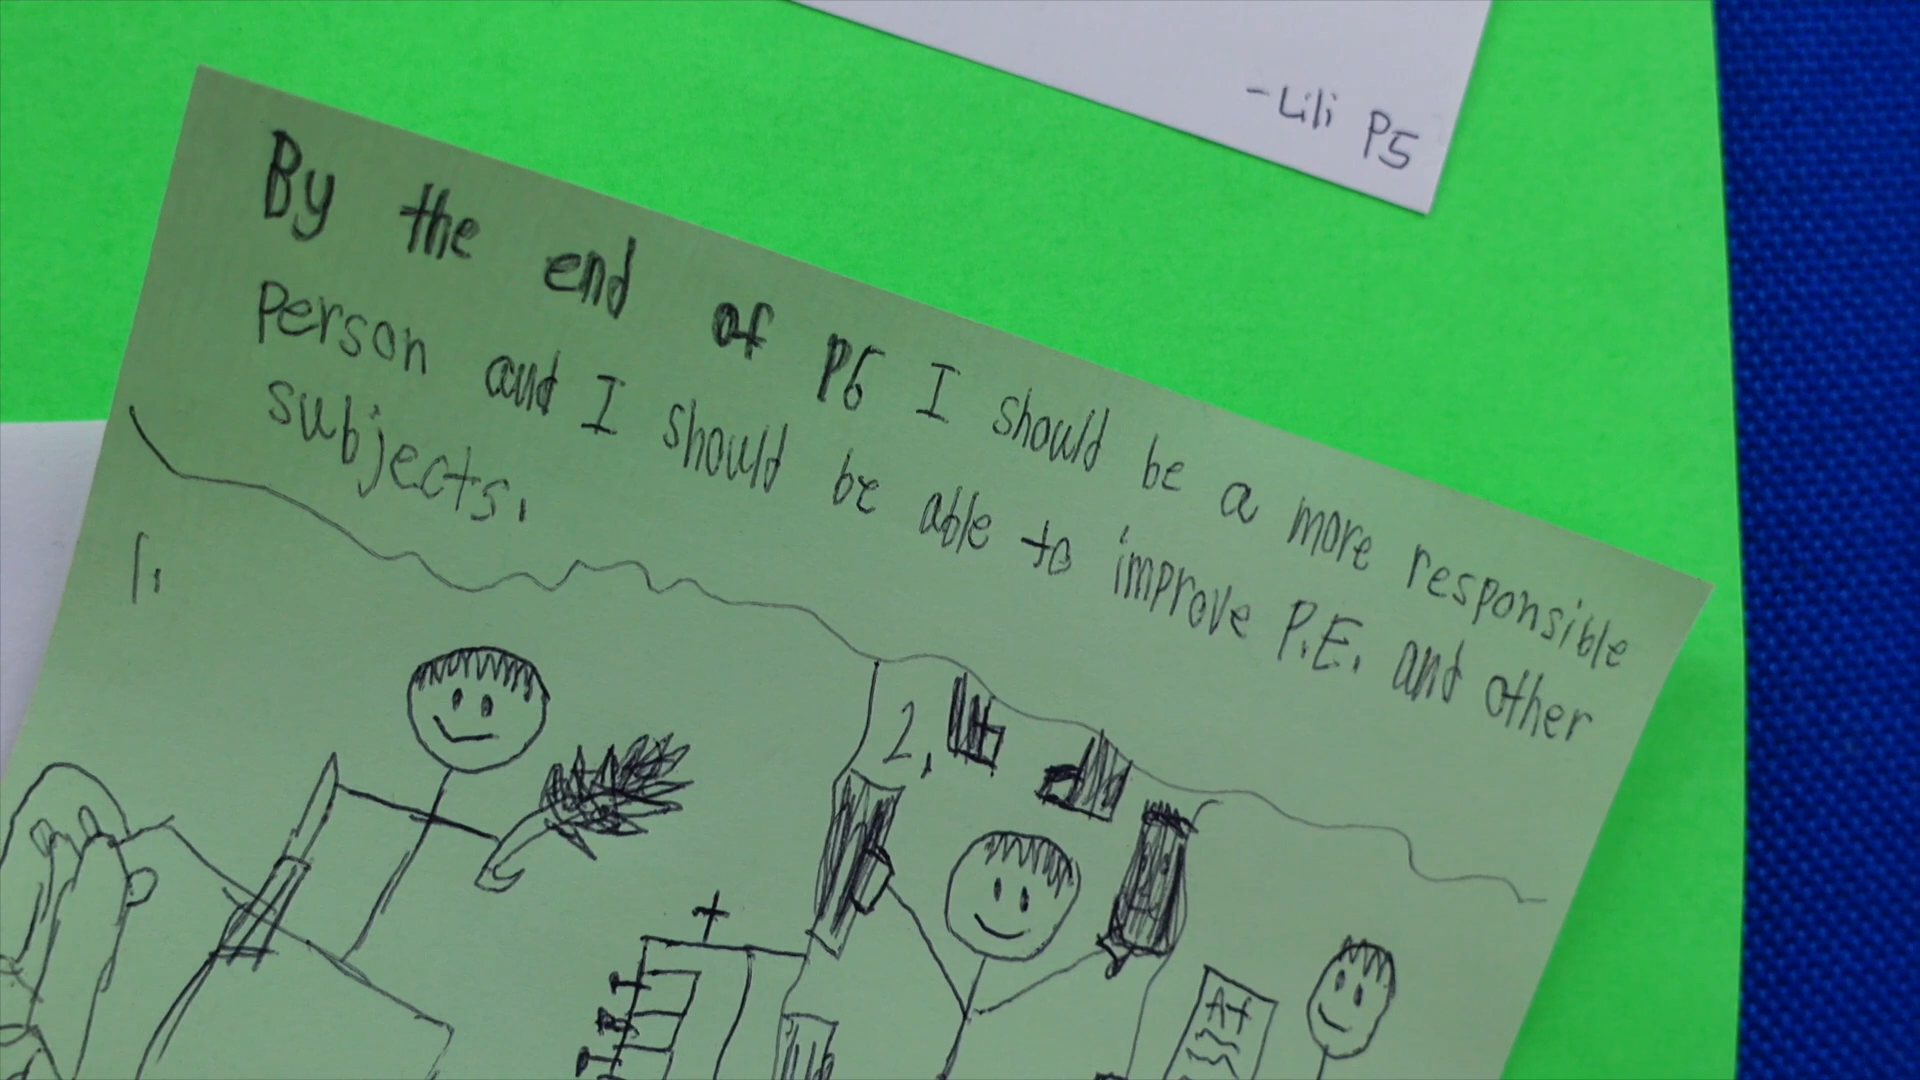 -Lili P5
By the end of P6 I should be a more responsible
person and I should be able to improve P.E. and other
subjects.
1.
2.
A+